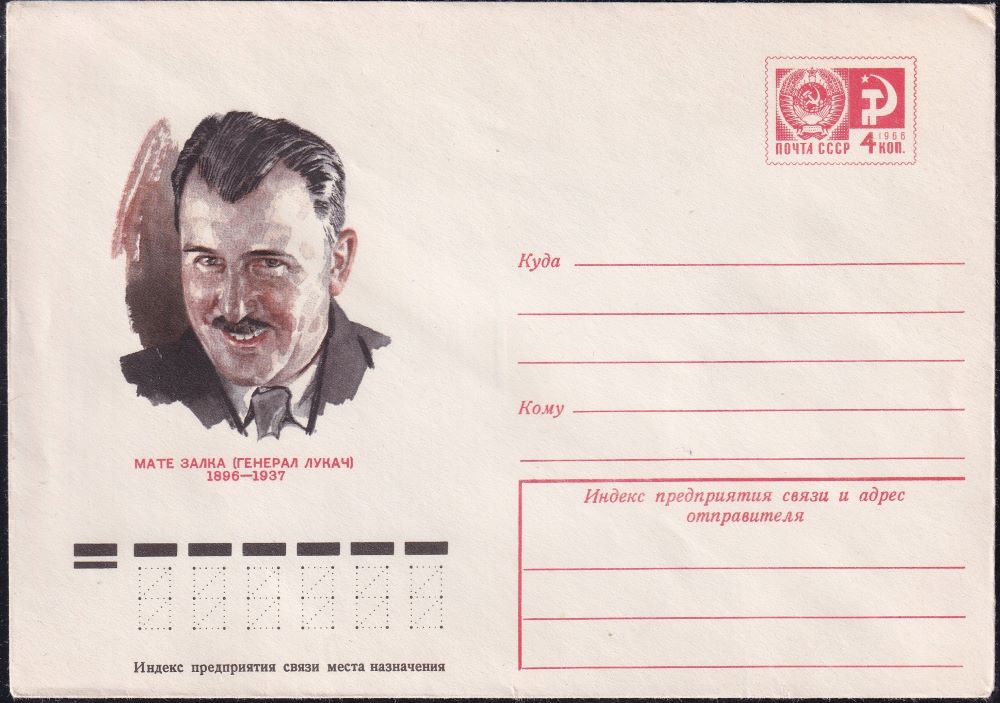 ПОЧТА СССР
1966
4 КОП.
МАТЕ ЗАЛКА (ГЕНЕРАЛ ЛУКАЧ)
1896—1937
Куда
Кому
Индекс предприятия связи и адрес
отправителя
Индекс предприятия связи места назначения